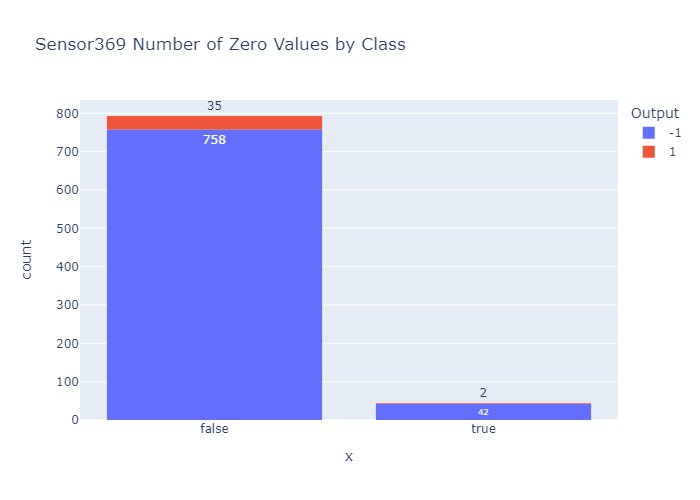 Sensor369 Number of Zero Values by Class
35
758
2
42
800
700
600
500
400
300
200
100
0
false
true
x
count
Output
-1
1